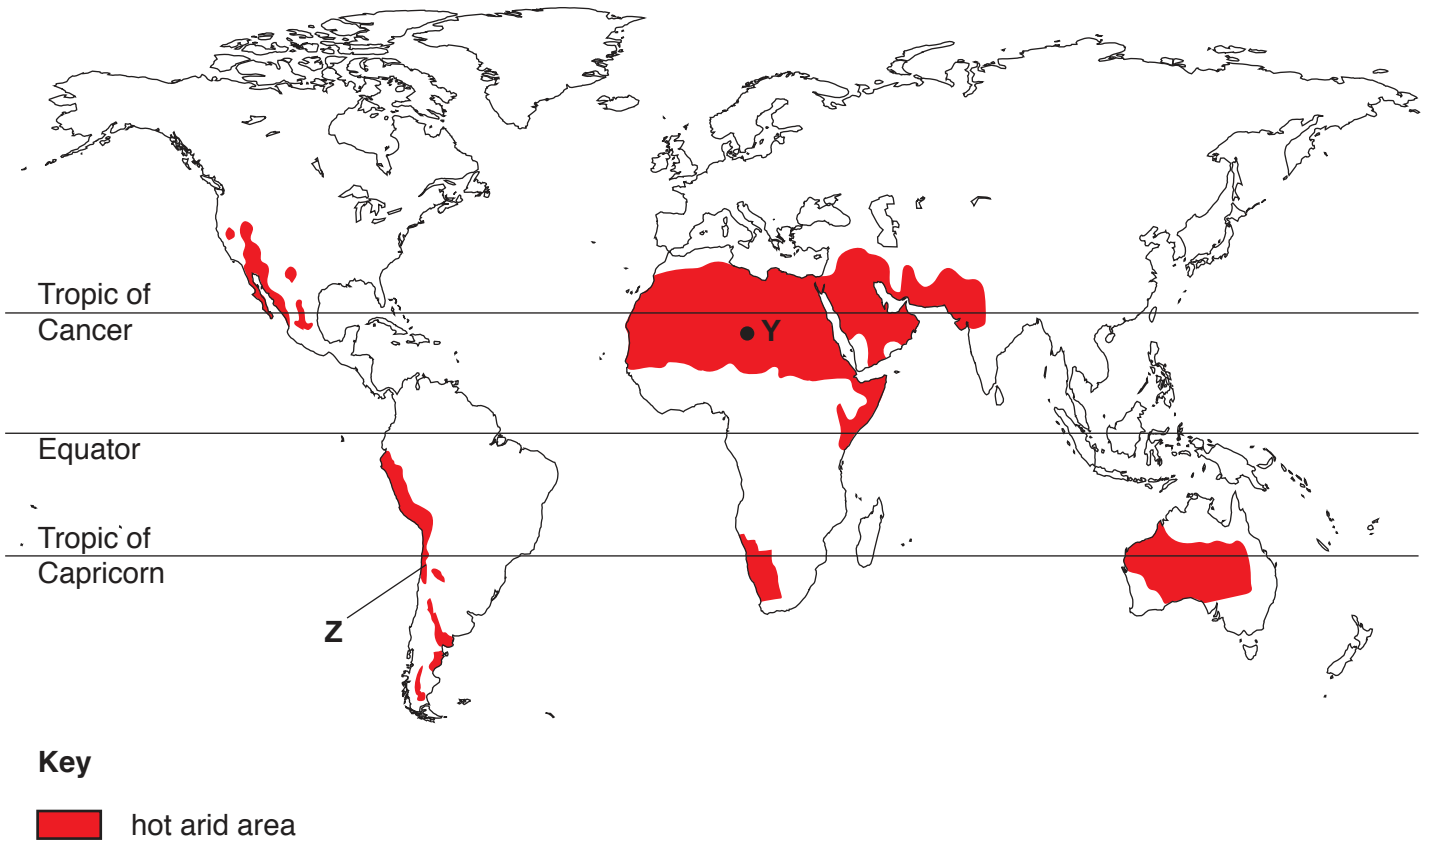 Tropic of
Cancer
Y
Equator
Tropic of
Capricorn
Z
Key
hot arid area